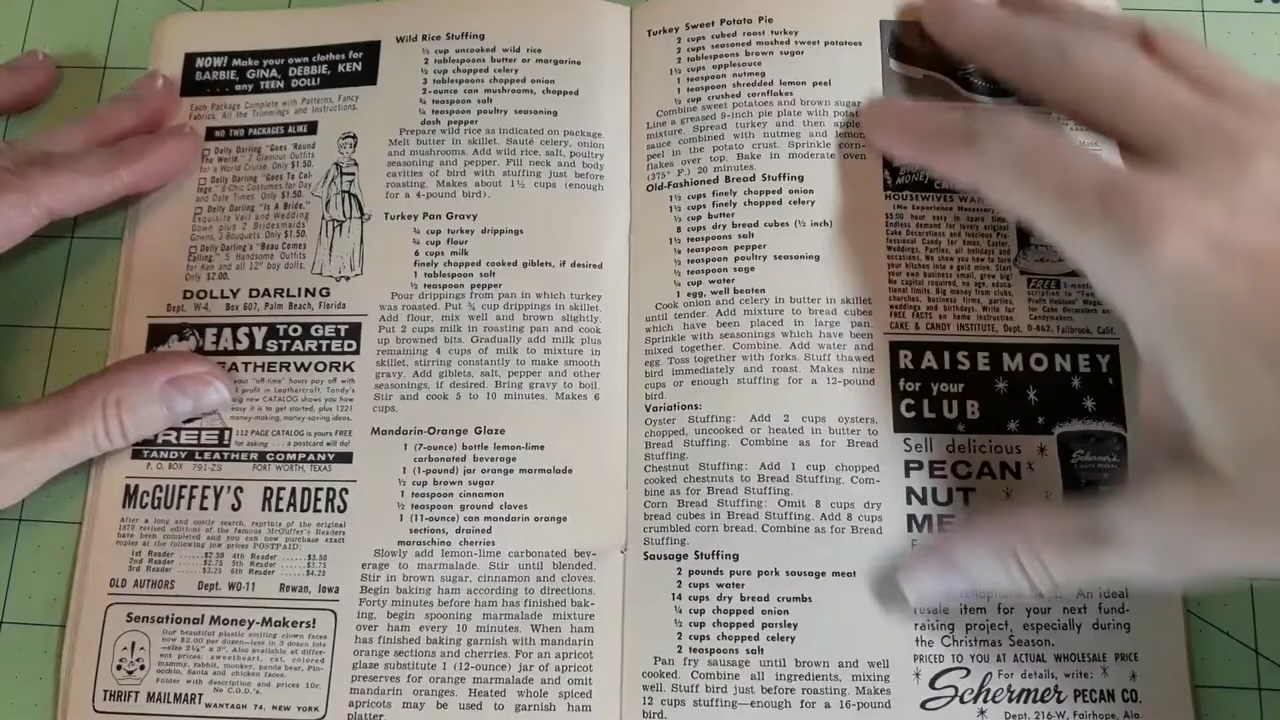 NOW! Make your own clothes for
BARBIE, GINA, DEBBIE, KEN
. . . any TEEN DOLL!
Each Package Complete with Patterns, Fancy
Fabrics, All the Trimmings and Instructions.
NO TWO PACKAGES ALIKE
Dolly Darling "Goes 'Round
The World." 7 Glamour Outfits
for a World Cruise. Only $1.50.
Dolly Darling "Goes To Col-
lege" 6 Chic Costumes for Day
and Date Times. Only $1.50.
Dolly Darling "Is A Bride."
Exquisite Veil and Wedding
Gown plus 2 Bridesmaids
Gowns, 3 Bouquets. Only $1.50.
Dolly Darling's "Beau Comes
Calling." 5 Handsome Outfits
for Ken and all 12" boy dolls.
Only $2.00.
DOLLY DARLING
Dept. W-4, Box 607, Palm Beach, Florida
EASY TO GET
STARTED
EATHERWORK
your "off-time" hours pay off with
profit in Leathercraft. Tandy's
big new CATALOG shows you how
easy it is to get started, plus 1221
money-making, money-saving ideas.
FREE! 112 PAGE CATALOG is yours FREE
for asking . . . a postcard will do!
TANDY LEATHER COMPANY
P. O. BOX 791-ZS FORT WORTH, TEXAS
McGUFFEY'S READERS
After a long and costly search, reprints of the original
1879 revised editions of the famous McGuffey's Readers
have been completed and you can now purchase exact
copies at the following low prices POSTPAID:
1st Reader ......$2.50 4th Reader ......$3.50
2nd Reader ......$2.75 5th Reader ......$3.75
3rd Reader ......$3.25 6th Reader ......$4.25
OLD AUTHORS Dept. WO-11 Rowan, Iowa
Sensational Money-Makers!
Our beautiful plastic smiling clown faces
now $2.00 per dozen—less in 3 dozen lots
—size 2¼" x 3". Also available at differ-
ent prices: sweetheart, cat, colored
mammy, rabbit, monkey, panda bear, Pin-
occhio, Santa and chicken faces.
Folder with description and prices 10c.
No C.O.D.'s.
THRIFT MAILMART WANTAGH 74, NEW YORK
Wild Rice Stuffing
½ cup uncooked wild rice
2 tablespoons butter or margarine
½ cup chopped celery
3 tablespoons chopped onion
2-ounce can mushrooms, chopped
¾ teaspoon salt
¼ teaspoon poultry seasoning
dash pepper
Prepare wild rice as indicated on package.
Melt butter in skillet. Sauté celery, onion
and mushrooms. Add wild rice, salt, poultry
seasoning and pepper. Fill neck and body
cavities of bird with stuffing just before
roasting. Makes about 1½ cups (enough
for a 4-pound bird).
Turkey Pan Gravy
¾ cup turkey drippings
¾ cup flour
6 cups milk
finely chopped cooked giblets, if desired
1 tablespoon salt
½ teaspoon pepper
Pour drippings from pan in which turkey
was roasted. Put ¾ cup drippings in skillet.
Add flour, mix well and brown slightly.
Put 2 cups milk in roasting pan and cook
up browned bits. Gradually add milk plus
remaining 4 cups of milk to mixture in
skillet, stirring constantly to make smooth
gravy. Add giblets, salt, pepper and other
seasonings, if desired. Bring gravy to boil.
Stir and cook 5 to 10 minutes. Makes 6
cups.
Mandarin-Orange Glaze
1 (7-ounce) bottle lemon-lime
carbonated beverage
1 (1-pound) jar orange marmalade
½ cup brown sugar
1 teaspoon cinnamon
½ teaspoon ground cloves
1 (11-ounce) can mandarin orange
sections, drained
maraschino cherries
Slowly add lemon-lime carbonated bev-
erage to marmalade. Stir until blended.
Stir in brown sugar, cinnamon and cloves.
Begin baking ham according to directions.
Forty minutes before ham has finished bak-
ing, begin spooning marmalade mixture
over ham every 10 minutes. When ham
has finished baking garnish with mandarin
orange sections and cherries. For an apricot
glaze substitute 1 (12-ounce) jar of apricot
preserves for orange marmalade and omit
mandarin oranges. Heated whole spiced
apricots may be used to garnish ham
platter.
Turkey Sweet Potato Pie
2 cups cubed roast turkey
2 cups seasoned mashed sweet potatoes
2 tablespoons brown sugar
1½ cups applesauce
1 teaspoon nutmeg
1 teaspoon shredded lemon peel
½ cup crushed cornflakes
Combine sweet potatoes and brown sugar
Line a greased 9-inch pie plate with potat
mixture. Spread turkey and then apple
sauce combined with nutmeg and lemon
peel in the potato crust. Sprinkle corn-
flakes over top. Bake in moderate oven
(375° F.) 20 minutes.
Old-Fashioned Bread Stuffing
1½ cups finely chopped onion
1½ cups finely chopped celery
⅓ cup butter
8 cups dry bread cubes (½ inch)
1½ teaspoons salt
⅛ teaspoon pepper
½ teaspoon poultry seasoning
½ teaspoon sage
¼ cup water
1 egg, well beaten
Cook onion and celery in butter in skillet
until tender. Add mixture to bread cubes
which have been placed in large pan.
Sprinkle with seasonings which have been
mixed together. Combine. Add water and
egg. Toss together with forks. Stuff thawed
bird immediately and roast. Makes nine
cups or enough stuffing for a 12-pound
bird.
Variations:
Oyster Stuffing: Add 2 cups oysters,
chopped, uncooked or heated in butter to
Bread Stuffing. Combine as for Bread
Stuffing.
Chestnut Stuffing: Add 1 cup chopped
cooked chestnuts to Bread Stuffing. Com-
bine as for Bread Stuffing.
Corn Bread Stuffing: Omit 8 cups dry
bread cubes in Bread Stuffing. Add 8 cups
crumbled corn bread. Combine as for Bread
Stuffing.
Sausage Stuffing
2 pounds pure pork sausage meat
2 cups water
14 cups dry bread crumbs
¼ cup chopped onion
½ cup chopped parsley
2 cups chopped celery
2 teaspoons salt
Pan fry sausage until brown and well
cooked. Combine all ingredients, mixing
well. Stuff bird just before roasting. Makes
12 cups stuffing—enough for a 16-pound
bird.
HOUSEWIVES WAN
(No Experience Necessary)
$5.00 hour easy in spare time.
Endless demand for lovely original
Cake Decorations and luscious Pro-
fessional Candy for Xmas, Easter,
Weddings, Parties, all holidays and
occasions. We show you how to turn
your kitchen into a gold mine. Start
your own business small, grow big!
No capital required, no age, educa-
tional limits. Big money from clubs,
churches, business firms, parties,
weddings and birthdays. Write for
FREE FACTS on home instruction.
FREE
CAKE & CANDY INSTITUTE, Dept. D-862, Fallbrook, Calif.
RAISE MONEY
for your
CLUB
Sell delicious
PECAN
NUT
ME
Schermer's
An ideal
resale item for your next fund-
raising project, especially during
the Christmas Season.
PRICED TO YOU AT ACTUAL WHOLESALE PRICE
For details, write:
Schermer PECAN CO.
Dept. 216-W, Fairhope, Ala.